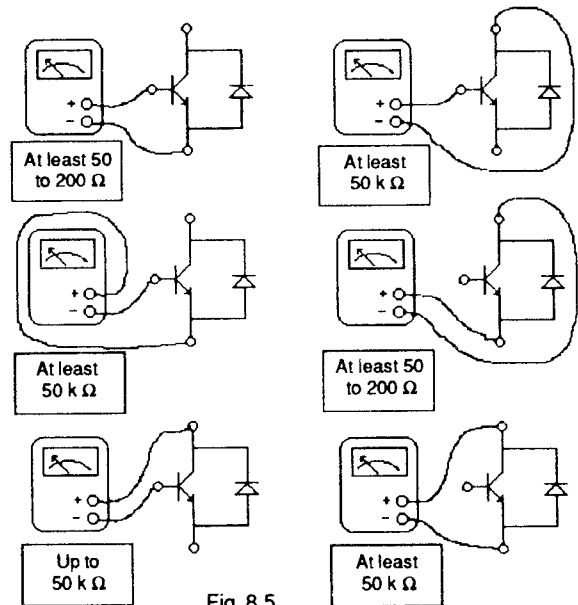 +
−
At least 50
to 200 Ω
+
−
At least
50 k Ω
+
−
At least
50 k Ω
+
−
At least 50
to 200 Ω
+
−
Up to
50 k Ω
+
−
At least
50 k Ω
Fig. 8.5